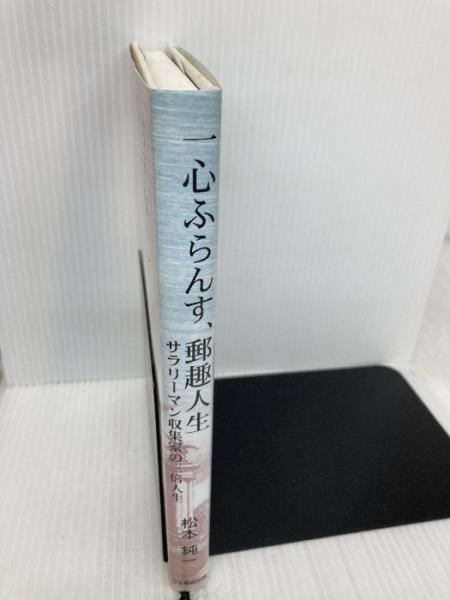 一心ふらんす、郵趣人生
サラリーマン収集家の二倍人生
松本純一